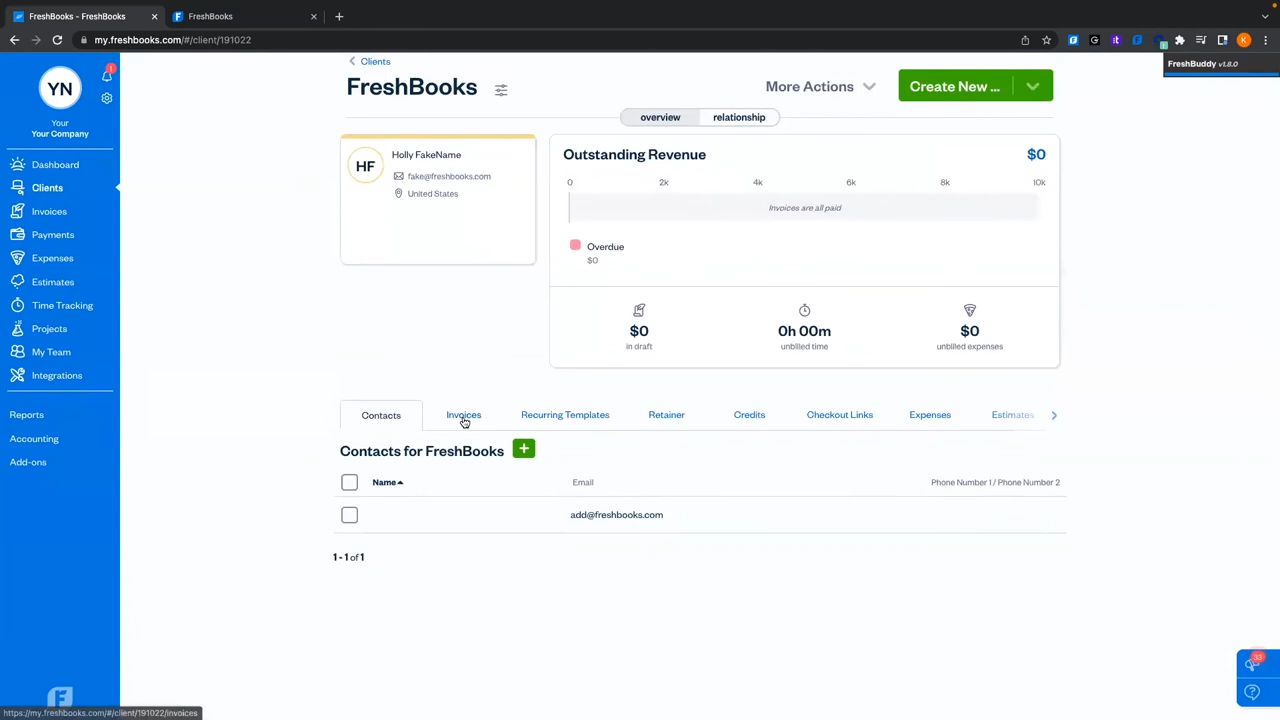 FreshBooks - FreshBooks
FreshBooks
my.freshbooks.com/#/client/191022
FreshBuddy v1.8.0
YN
1
Your
Your Company
Dashboard
Clients
Invoices
Payments
Expenses
Estimates
Time Tracking
Projects
My Team
Integrations
Reports
Accounting
Add-ons
Clients
FreshBooks
More Actions
Create New ...
overview
relationship
HF
Holly FakeName
fake@freshbooks.com
United States
Outstanding Revenue
$0
0 2k 4k 6k 8k 10k
Invoices are all paid
Overdue
$0
$0
in draft
0h 00m
unbilled time
$0
unbilled expenses
Contacts Invoices Recurring Templates Retainer Credits Checkout Links Expenses Estimates
Contacts for FreshBooks
Name Email Phone Number 1 / Phone Number 2
add@freshbooks.com
1 - 1 of 1
33
https://my.freshbooks.com/#/client/191022/invoices